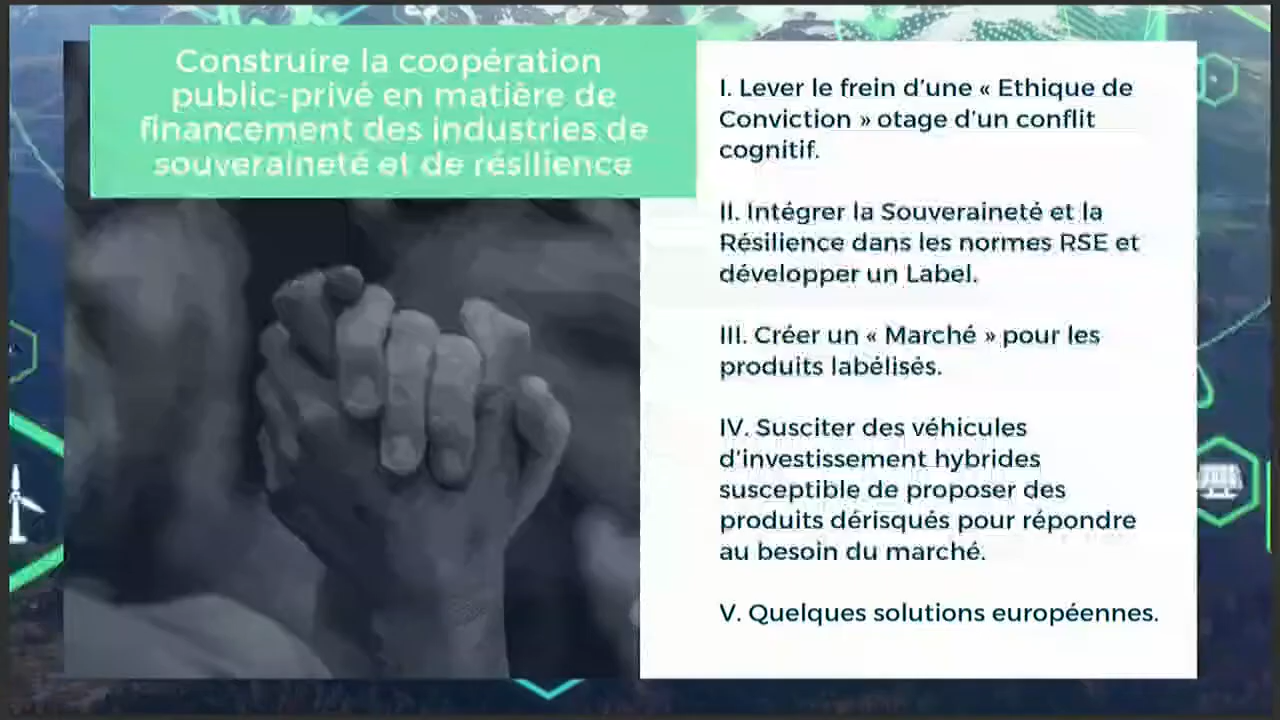 Construire la coopération
public-privé en matière de
financement des industries de
souveraineté et de résilience
I. Lever le frein d’une « Ethique de
Conviction » otage d’un conflit
cognitif.
II. Intégrer la Souveraineté et la
Résilience dans les normes RSE et
développer un Label.
III. Créer un « Marché » pour les
produits labélisés.
IV. Susciter des véhicules
d’investissement hybrides
susceptible de proposer des
produits dérisqués pour répondre
au besoin du marché.
V. Quelques solutions européennes.